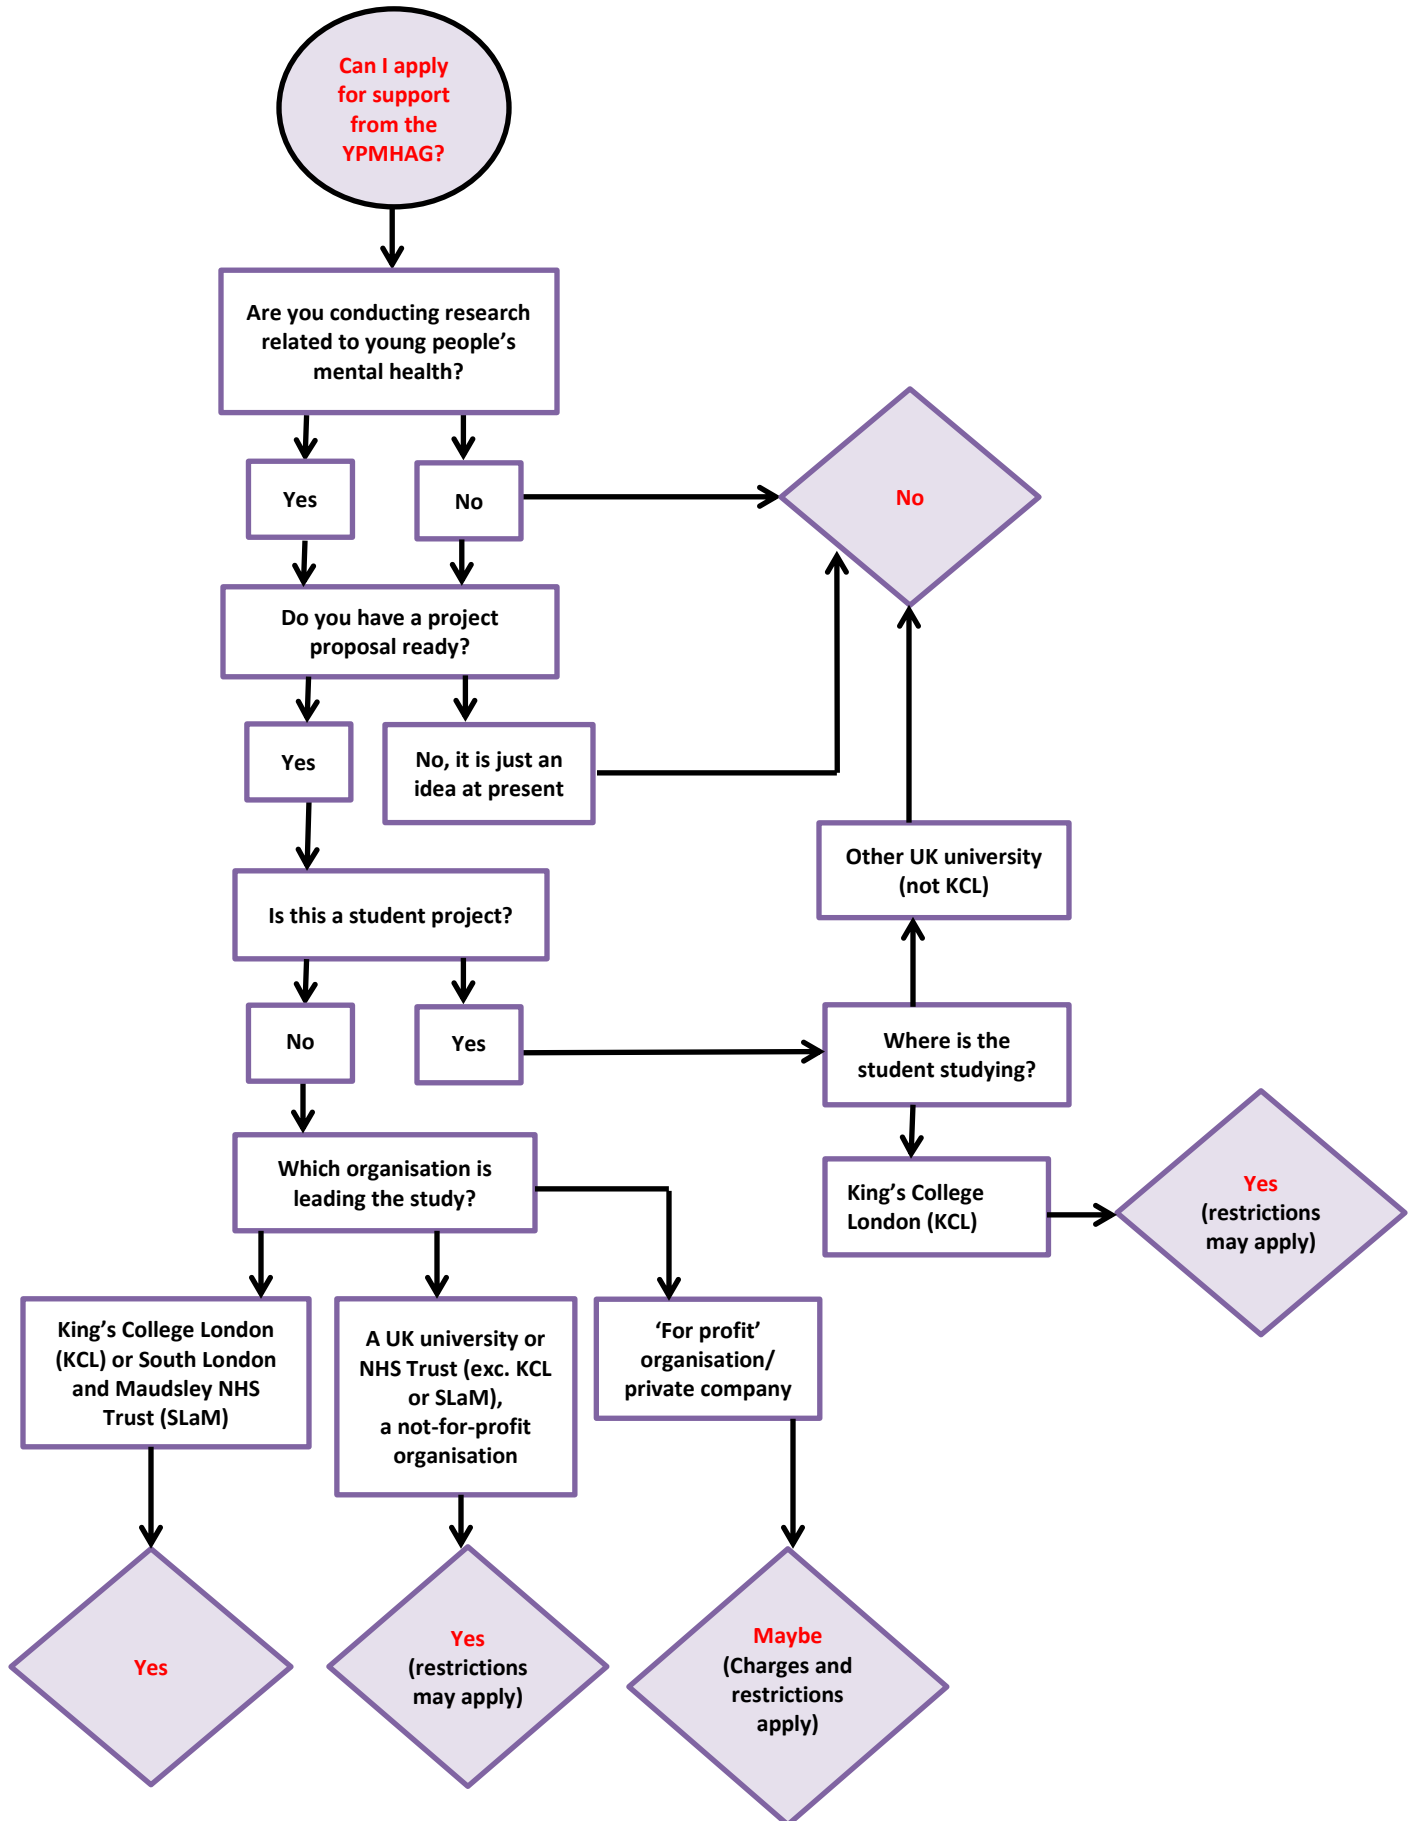 Can I apply
for support
from the
YPMHAG?
Are you conducting research
related to young people’s
mental health?
Yes
No
No
Do you have a project
proposal ready?
Yes
No, it is just an
idea at present
Other UK university
(not KCL)
Is this a student project?
No
Yes
Where is the
student studying?
Which organisation is
leading the study?
King’s College
London (KCL)
Yes
(restrictions
may apply)
King’s College London
(KCL) or South London
and Maudsley NHS
Trust (SLaM)
A UK university or
NHS Trust (exc. KCL
or SLaM),
a not-for-profit
organisation
‘For profit’
organisation/
private company
Yes
Yes
(restrictions
may apply)
Maybe
(Charges and
restrictions
apply)